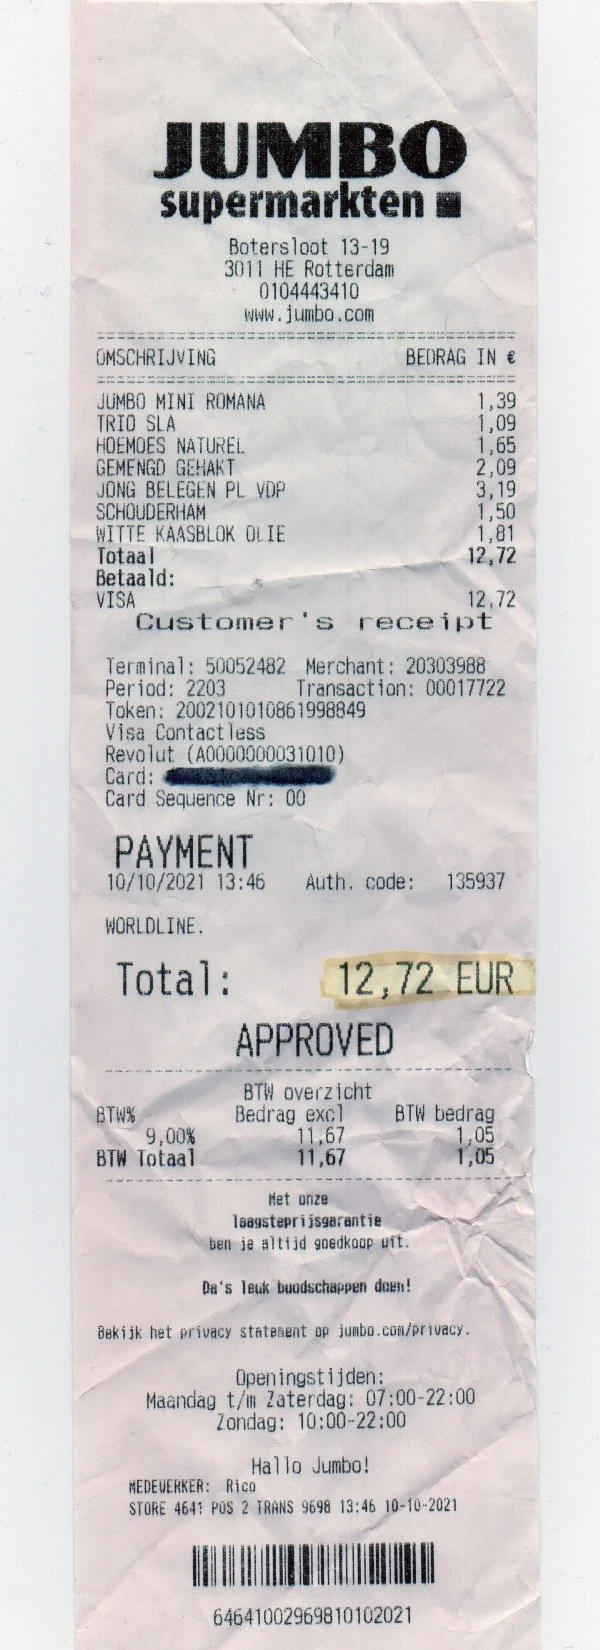 JUMBO
supermarkten
Botersloot 13-19
3011 HE Rotterdam
0104443410
www.jumbo.com
OMSCHRIJVING BEDRAG IN €
JUMBO MINI ROMANA 1,39
TRIO SLA 1,09
HOEMOES NATUREL 1,65
GEMENGD GEHAKT 2,09
JONG BELEGEN PL VDP 3,19
SCHOUDERHAM 1,50
WITTE KAASBLOK OLIE 1,81
Totaal 12,72
Betaald:
VISA 12,72
Customer's receipt
Terminal: 50052482 Merchant: 20303988
Period: 2203 Transaction: 00017722
Token: 2002101010861998849
Visa Contactless
Revolut (A0000000031010)
Card:
Card Sequence Nr: 00
PAYMENT
10/10/2021 13:46 Auth. code: 135937
WORLDLINE.
Total: 12,72 EUR
APPROVED
BTW overzicht
BTW% Bedrag excl BTW bedrag
9,00% 11,67 1,05
BTW Totaal 11,67 1,05
Met onze
laagsteprijsgarantie
ben je altijd goedkoop uit.
Da's leuk boodschappen doen!
Bekijk het privacy statement op jumbo.com/privacy.
Openingstijden:
Maandag t/m Zaterdag: 07:00-22:00
Zondag: 10:00-22:00
Hallo Jumbo!
MEDEWERKER: Rico
STORE 4641 POS 2 TRANS 9698 13:46 10-10-2021
64641002969810102021